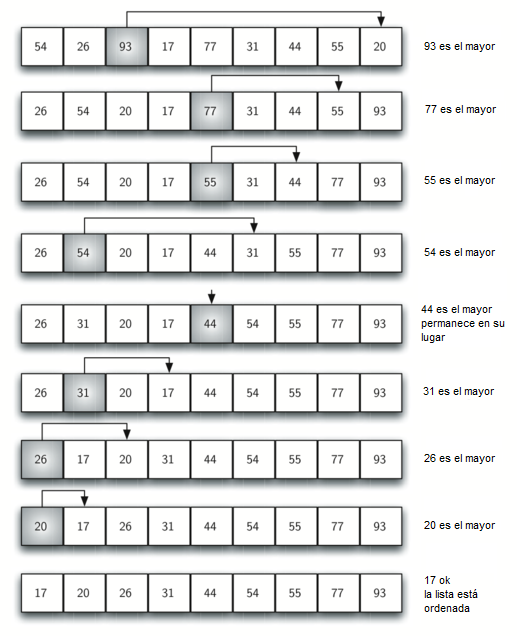 54 26 93 17 77 31 44 55 20 93 es el mayor
26 54 20 17 77 31 44 55 93 77 es el mayor
26 54 20 17 55 31 44 77 93 55 es el mayor
26 54 20 17 44 31 55 77 93 54 es el mayor
26 31 20 17 44 54 55 77 93 44 es el mayor
permanece en su
lugar
26 31 20 17 44 54 55 77 93 31 es el mayor
26 17 20 31 44 54 55 77 93 26 es el mayor
20 17 26 31 44 54 55 77 93 20 es el mayor
17 20 26 31 44 54 55 77 93 17 ok
la lista está
ordenada